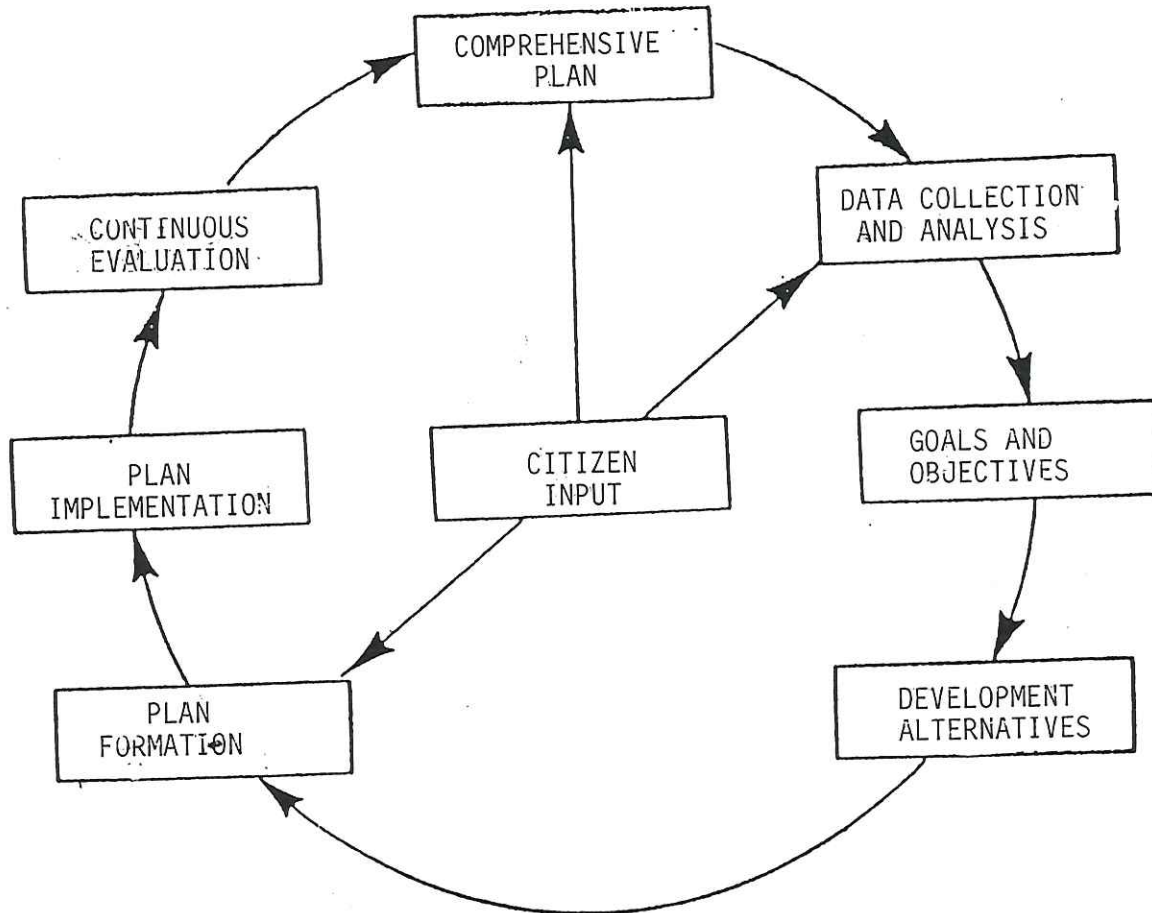 COMPREHENSIVE
PLAN
DATA COLLECTION
AND ANALYSIS
GOALS AND
OBJECTIVES
DEVELOPMENT
ALTERNATIVES
PLAN
FORMATION
PLAN
IMPLEMENTATION
CONTINUOUS
EVALUATION
CITIZEN
INPUT